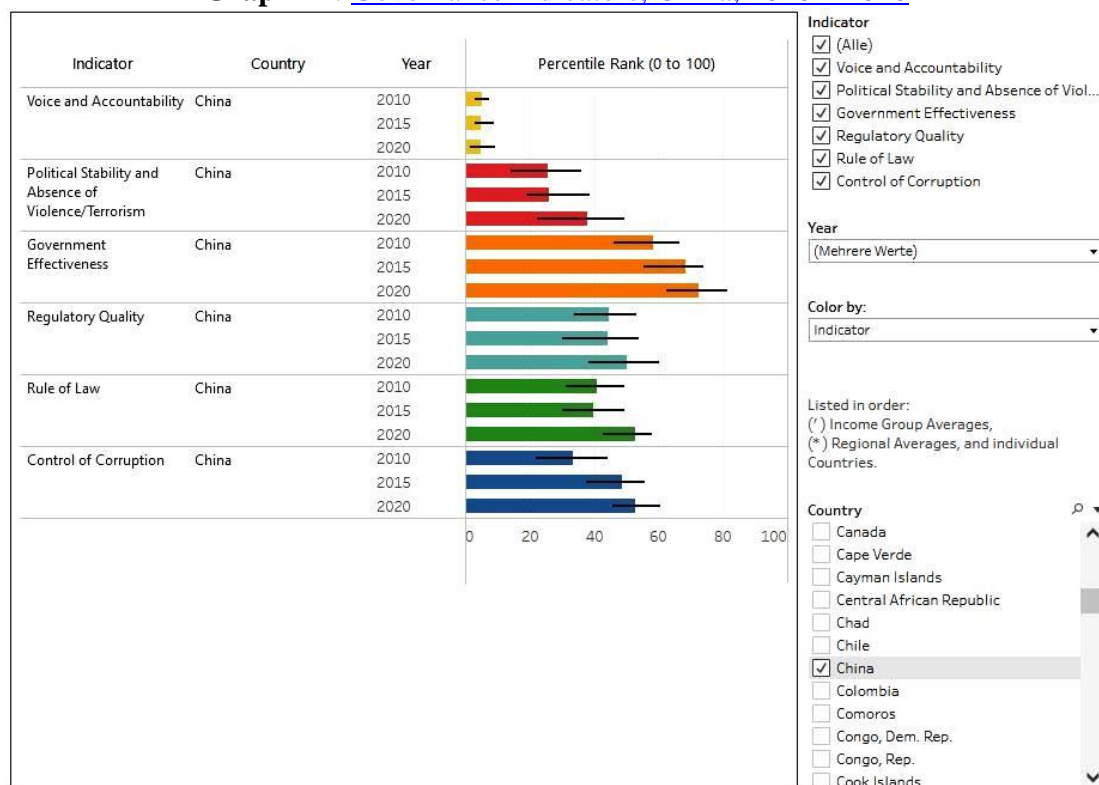 Indicator Country Year Percentile Rank (0 to 100)
Voice and Accountability China 2010
2015
2020
Political Stability and China 2010
Absence of 2015
Violence/Terrorism 2020
Government China 2010
Effectiveness 2015
2020
Regulatory Quality China 2010
2015
2020
Rule of Law China 2010
2015
2020
Control of Corruption China 2010
2015
2020
0 20 40 60 80 100
Indicator
(Alle)
Voice and Accountability
Political Stability and Absence of Viol...
Government Effectiveness
Regulatory Quality
Rule of Law
Control of Corruption
Year
(Mehrere Werte)
Color by:
Indicator
Listed in order:
(') Income Group Averages,
(*) Regional Averages, and individual
Countries.
Country
Canada
Cape Verde
Cayman Islands
Central African Republic
Chad
Chile
China
Colombia
Comoros
Congo, Dem. Rep.
Congo, Rep.
Cook Islands